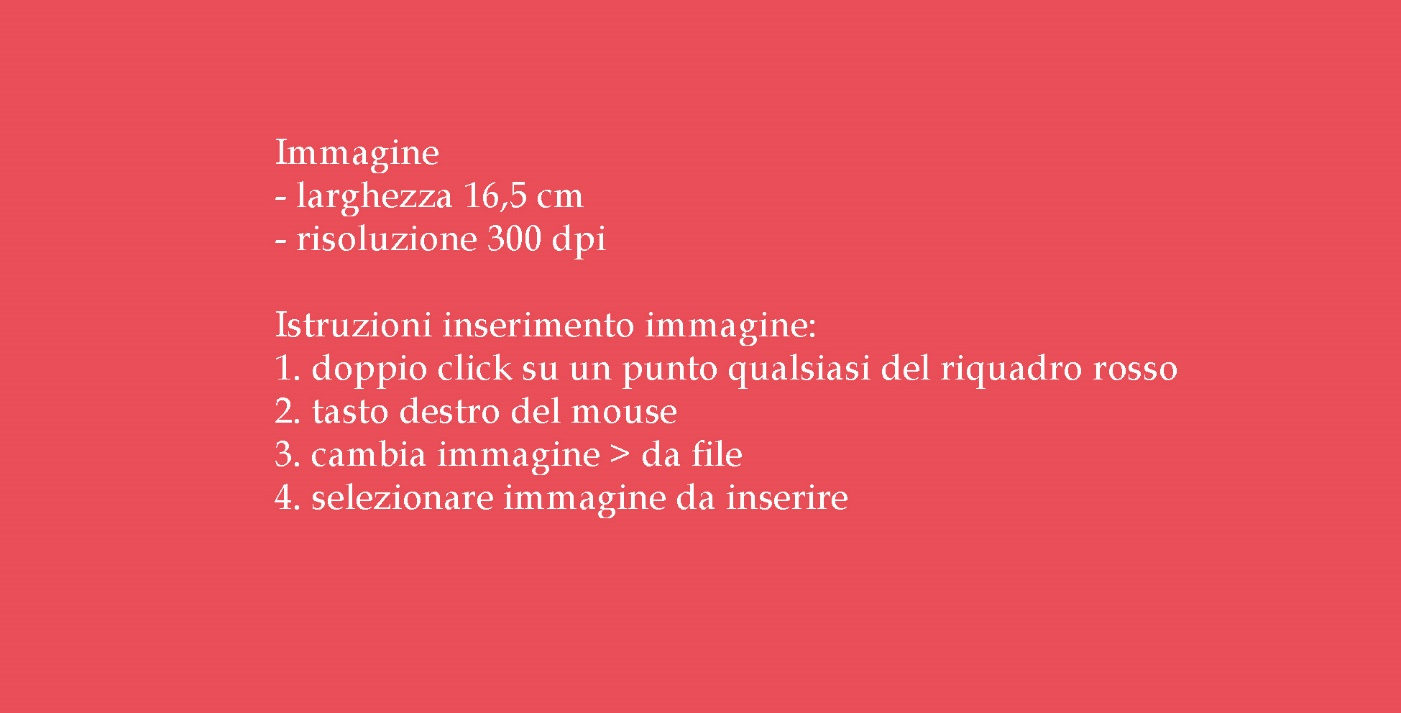 Immagine
- larghezza 16,5 cm
- risoluzione 300 dpi
Istruzioni inserimento immagine:
1. doppio click su un punto qualsiasi del riquadro rosso
2. tasto destro del mouse
3. cambia immagine > da file
4. selezionare immagine da inserire